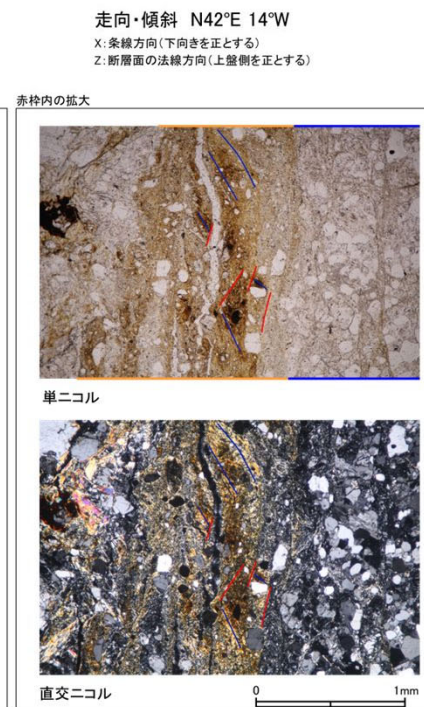 走向・傾斜 N42°E 14°W
X:条線方向(下向きを正とする)
Z:断層面の法線方向(上盤側を正とする)
赤枠内の拡大
単ニコル
直交ニコル
0 1mm